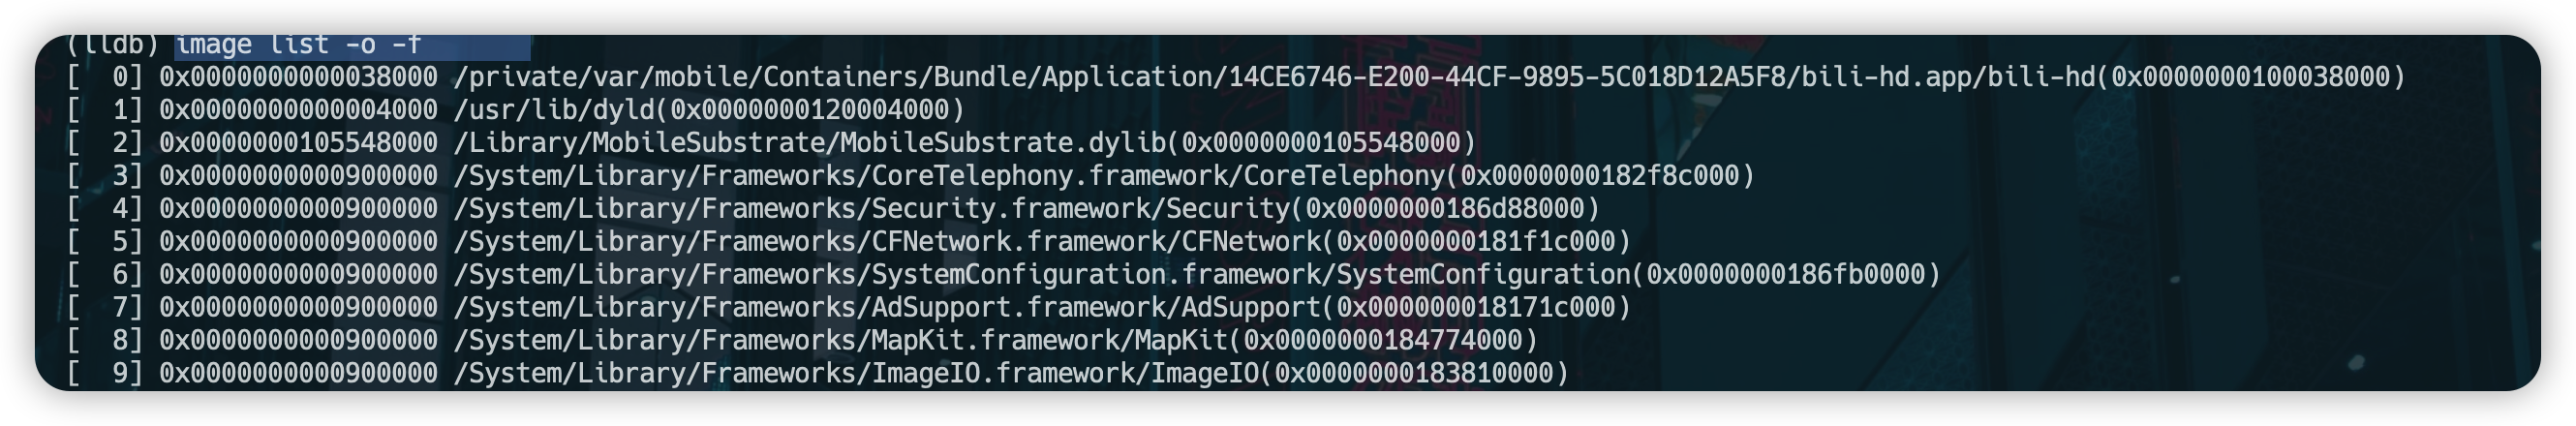 (lldb) image list -o -f
[  0] 0x0000000000038000 /private/var/mobile/Containers/Bundle/Application/14CE6746-E200-44CF-9895-5C018D12A5F8/bili-hd.app/bili-hd(0x0000000100038000)
[  1] 0x0000000000004000 /usr/lib/dyld(0x0000000120004000)
[  2] 0x0000000105548000 /Library/MobileSubstrate/MobileSubstrate.dylib(0x0000000105548000)
[  3] 0x0000000000900000 /System/Library/Frameworks/CoreTelephony.framework/CoreTelephony(0x0000000182f8c000)
[  4] 0x0000000000900000 /System/Library/Frameworks/Security.framework/Security(0x0000000186d88000)
[  5] 0x0000000000900000 /System/Library/Frameworks/CFNetwork.framework/CFNetwork(0x0000000181f1c000)
[  6] 0x0000000000900000 /System/Library/Frameworks/SystemConfiguration.framework/SystemConfiguration(0x0000000186fb0000)
[  7] 0x0000000000900000 /System/Library/Frameworks/AdSupport.framework/AdSupport(0x000000018171c000)
[  8] 0x0000000000900000 /System/Library/Frameworks/MapKit.framework/MapKit(0x0000000184774000)
[  9] 0x0000000000900000 /System/Library/Frameworks/ImageIO.framework/ImageIO(0x0000000183810000)